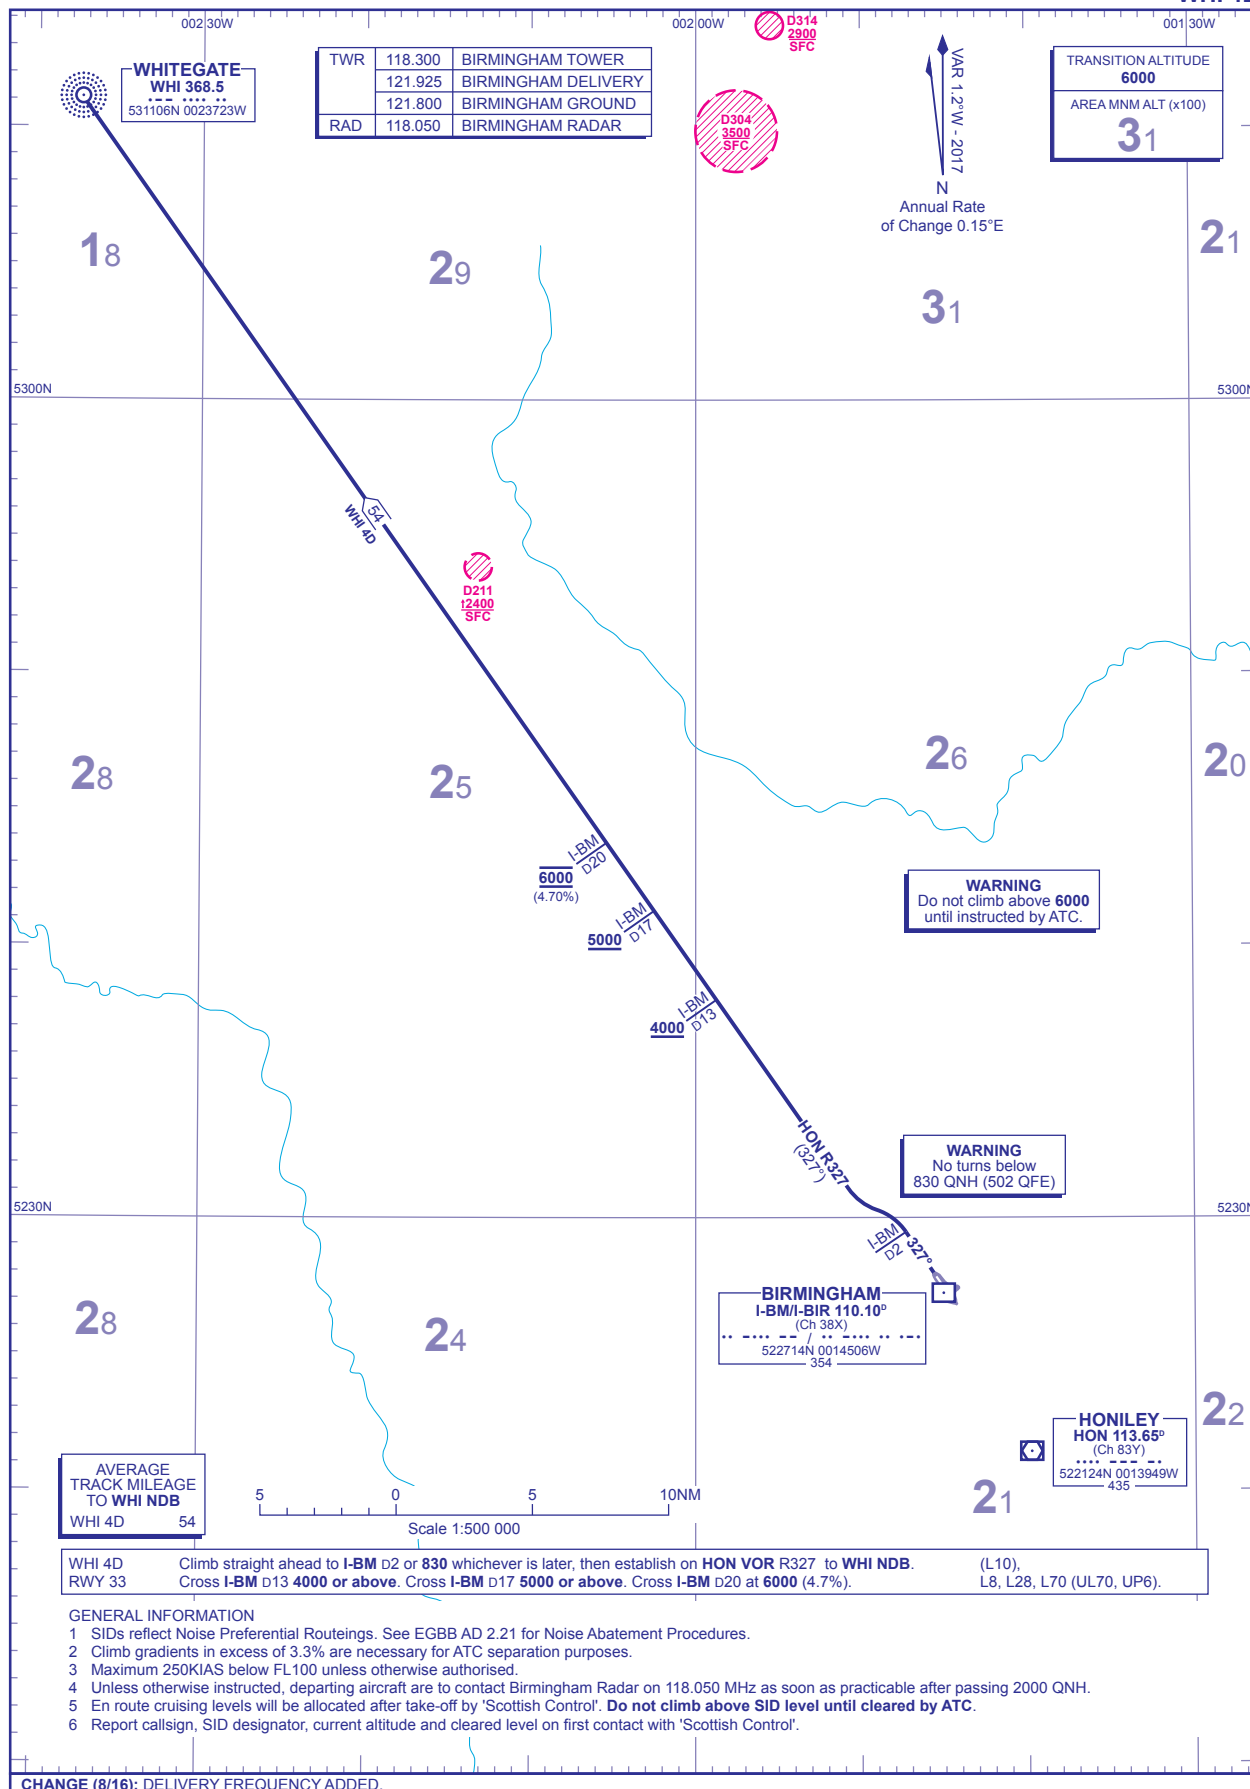 002 30W
002 00W
001 30W
WHITEGATE
WHI 368.5
531106N 0023723W
TWR 118.300 BIRMINGHAM TOWER
121.925 BIRMINGHAM DELIVERY
121.800 BIRMINGHAM GROUND
RAD 118.050 BIRMINGHAM RADAR
D314
2900
SFC
D304
3500
SFC
VAR 1.2°W - 2017
N
Annual Rate
of Change 0.15°E
TRANSITION ALTITUDE
6000
AREA MNM ALT (x100)
31
18
29
31
21
5300N
5300N
54
WHI 4D
D211
†2400
SFC
28
25
26
20
I-BM
D20
6000
(4.70%)
I-BM
D17
5000
I-BM
D13
4000
WARNING
Do not climb above 6000
until instructed by ATC.
HON R327
(327°)
WARNING
No turns below
830 QNH (502 QFE)
5230N
5230N
I-BM
D2
327°
BIRMINGHAM
I-BM/I-BIR 110.10D
(Ch 38X)
522714N 0014506W
354
28
24
22
HONILEY
HON 113.65D
(Ch 83Y)
522124N 0013949W
435
21
AVERAGE
TRACK MILEAGE
TO WHI NDB
WHI 4D 54
5 0 5 10NM
Scale 1:500 000
WHI 4D Climb straight ahead to I-BM D2 or 830 whichever is later, then establish on HON VOR R327 to WHI NDB. (L10),
RWY 33 Cross I-BM D13 4000 or above. Cross I-BM D17 5000 or above. Cross I-BM D20 at 6000 (4.7%). L8, L28, L70 (UL70, UP6).
GENERAL INFORMATION
1 SIDs reflect Noise Preferential Routeings. See EGBB AD 2.21 for Noise Abatement Procedures.
2 Climb gradients in excess of 3.3% are necessary for ATC separation purposes.
3 Maximum 250KIAS below FL100 unless otherwise authorised.
4 Unless otherwise instructed, departing aircraft are to contact Birmingham Radar on 118.050 MHz as soon as practicable after passing 2000 QNH.
5 En route cruising levels will be allocated after take-off by 'Scottish Control'. Do not climb above SID level until cleared by ATC.
6 Report callsign, SID designator, current altitude and cleared level on first contact with 'Scottish Control'.
CHANGE (8/16): DELIVERY FREQUENCY ADDED.